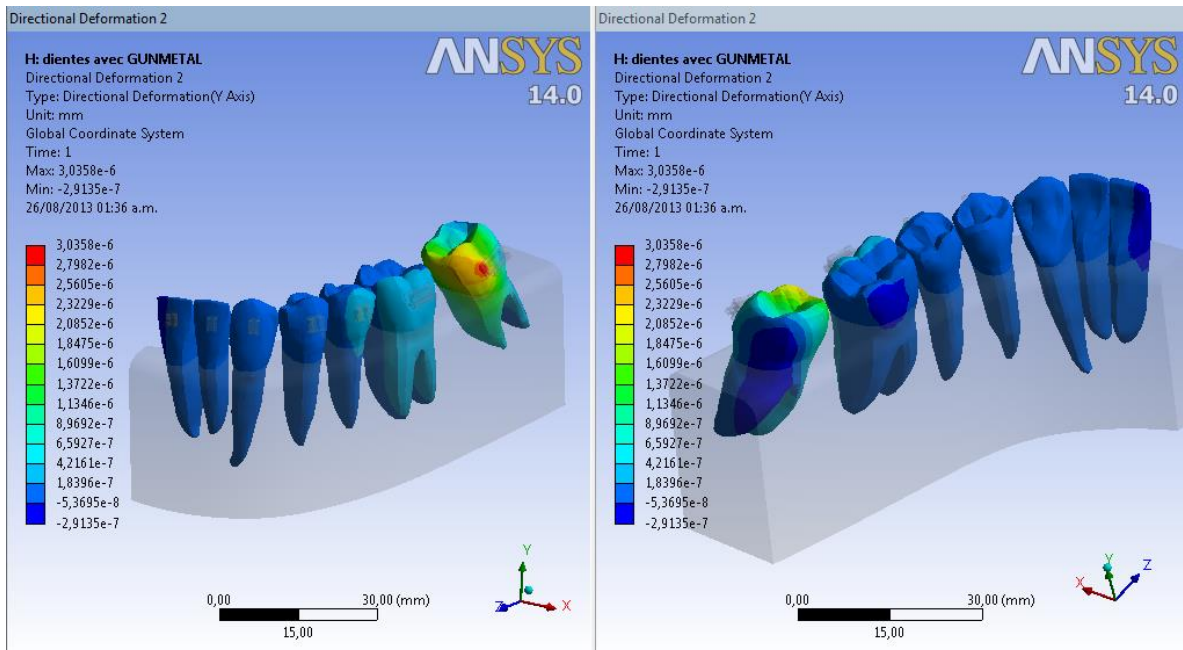 Directional Deformation 2
H: dientes avec GUNMETAL
Directional Deformation 2
Type: Directional Deformation(Y Axis)
Unit: mm
Global Coordinate System
Time: 1
Max: 3,0358e-6
Min: -2,9135e-7
26/08/2013 01:36 a.m.
ANSYS
14.0
3,0358e-6
2,7982e-6
2,5605e-6
2,3229e-6
2,0852e-6
1,8475e-6
1,6099e-6
1,3722e-6
1,1346e-6
8,9692e-7
6,5927e-7
4,2161e-7
1,8396e-7
-5,3695e-8
-2,9135e-7
0,00 30,00 (mm)
15,00
Y
Z X
Directional Deformation 2
H: dientes avec GUNMETAL
Directional Deformation 2
Type: Directional Deformation(Y Axis)
Unit: mm
Global Coordinate System
Time: 1
Max: 3,0358e-6
Min: -2,9135e-7
26/08/2013 01:36 a.m.
ANSYS
14.0
3,0358e-6
2,7982e-6
2,5605e-6
2,3229e-6
2,0852e-6
1,8475e-6
1,6099e-6
1,3722e-6
1,1346e-6
8,9692e-7
6,5927e-7
4,2161e-7
1,8396e-7
-5,3695e-8
-2,9135e-7
0,00 30,00 (mm)
15,00
Y Z
X